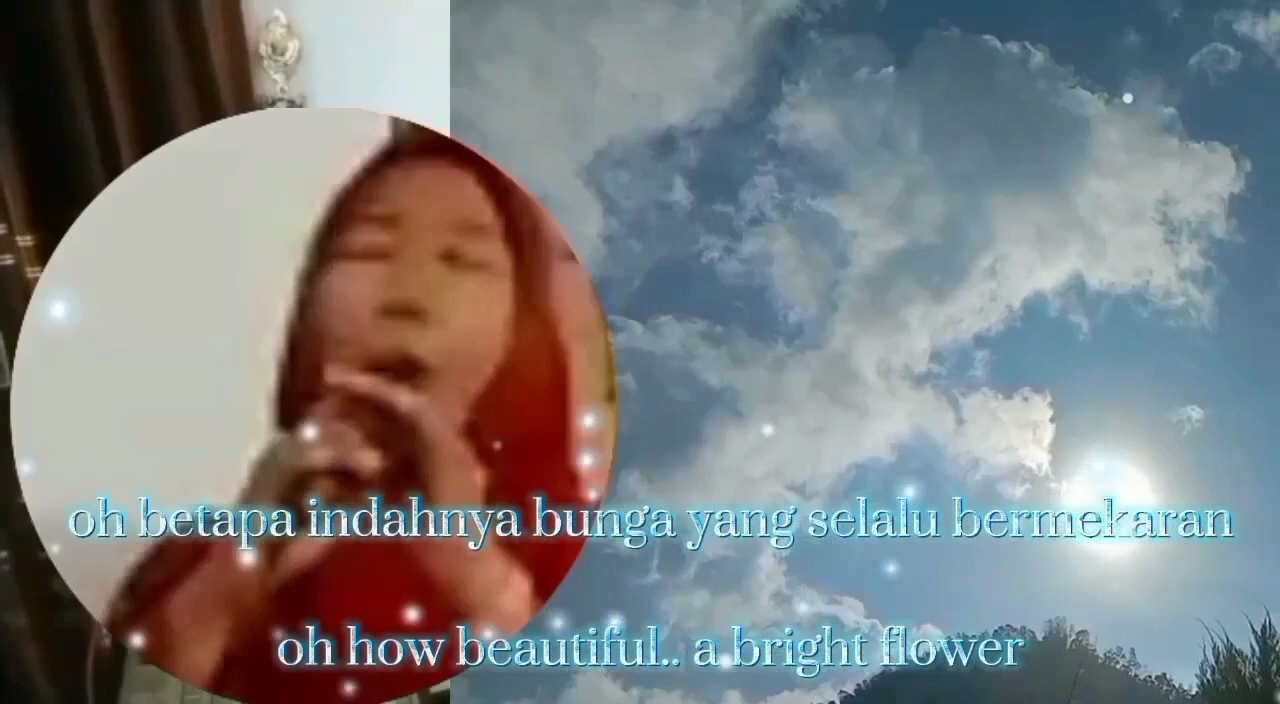 oh betapa indahnya bunga yang selalu bermekaran
oh how beautiful.. a bright flower